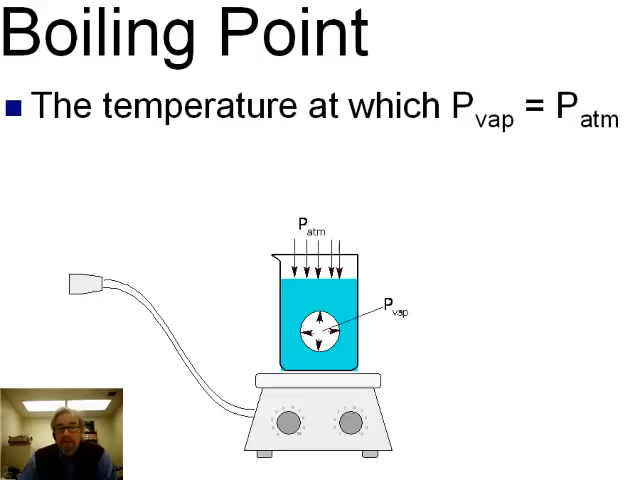 Boiling Point
The temperature at which Pvap = Patm
Patm
Pvap